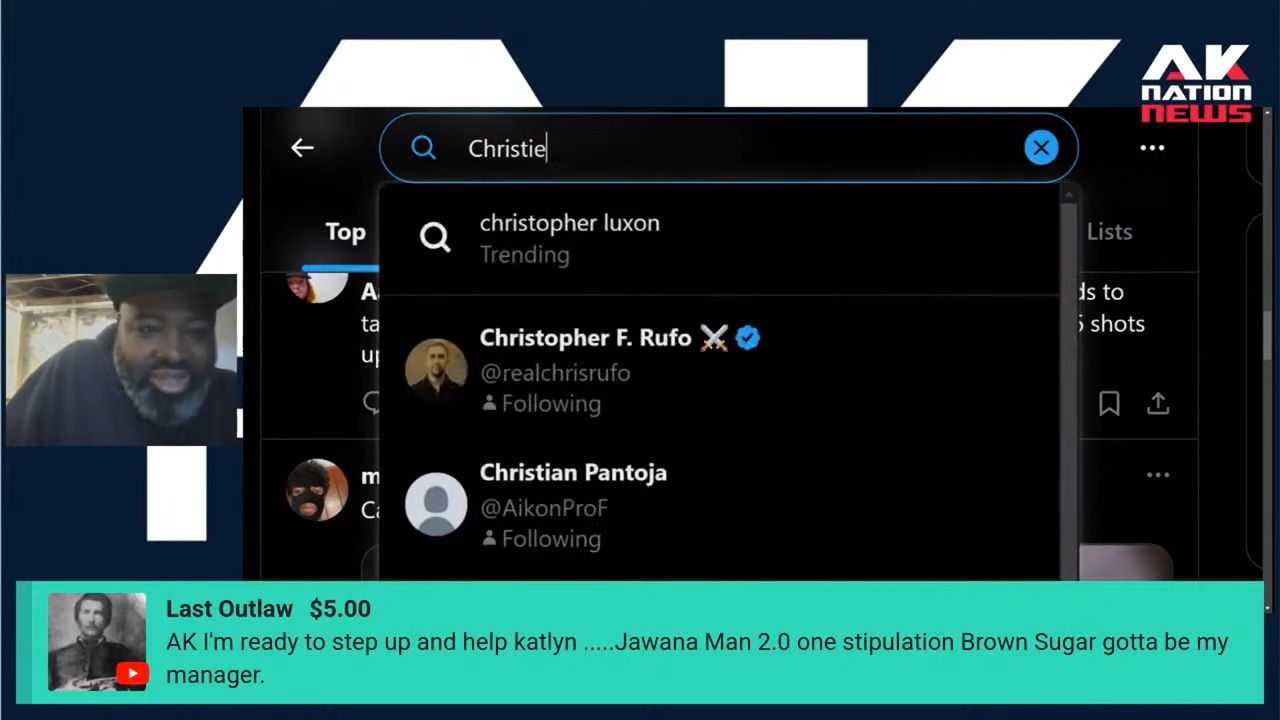 AK
NATION
NEWS
Christie
christopher luxon
Trending
Top
Lists
Christopher F. Rufo
@realchrisrufo
Following
ds to
shots
Christian Pantoja
@AikonProF
Following
Last Outlaw $5.00
AK I'm ready to step up and help katlyn .....Jawana Man 2.0 one stipulation Brown Sugar gotta be my
manager.